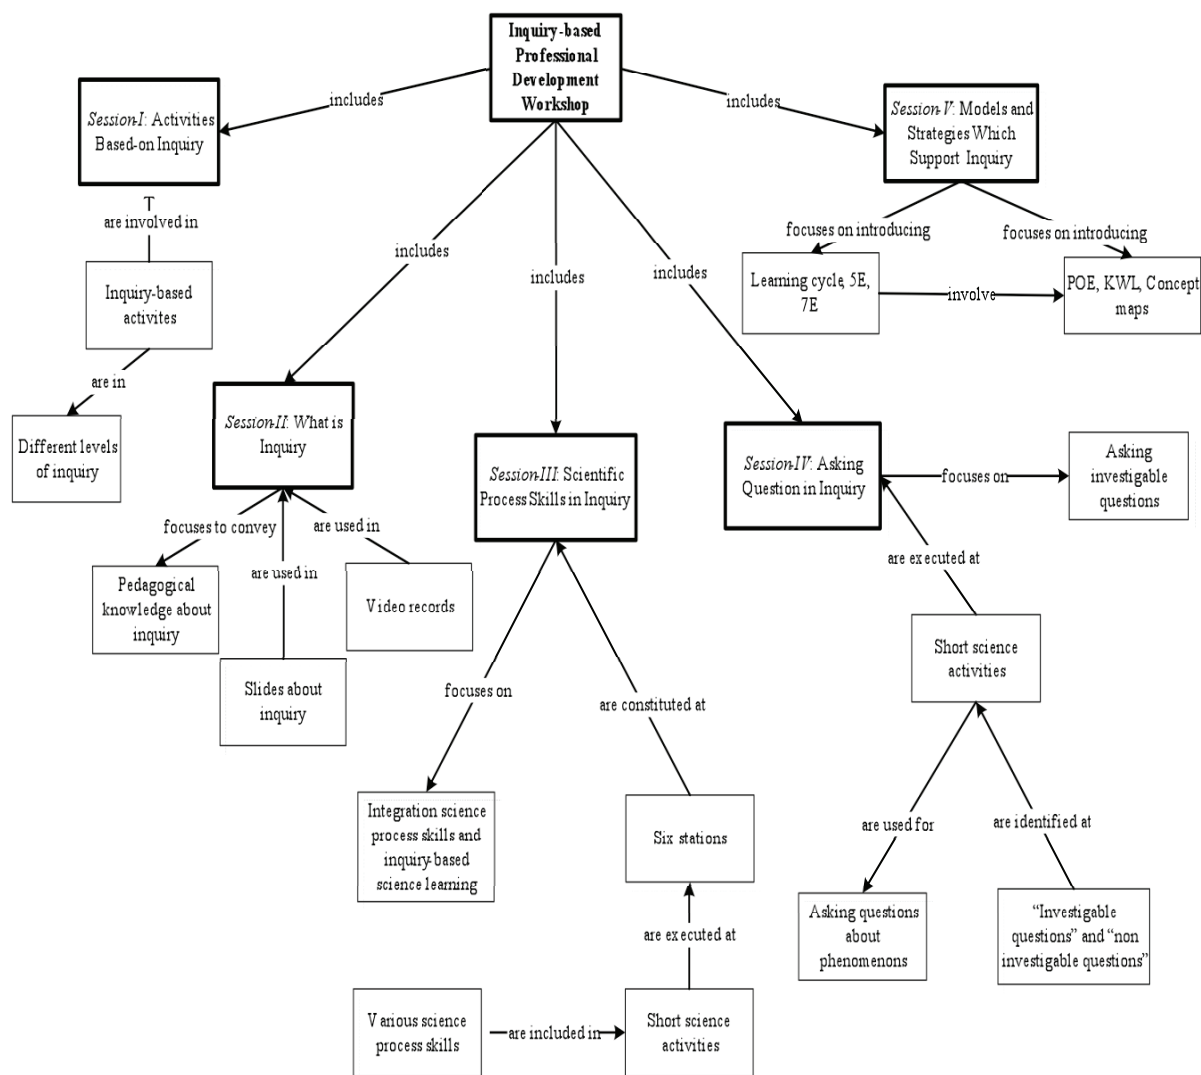 Inquiry-based
Professional
Development
Workshop
includes
Session-I: Activities
Based-on Inquiry
includes
Session-V: Models and
Strategies Which
Support Inquiry
are involved in
Inquiry-based
activites
are in
Different levels
of inquiry
focuses on introducing
focuses on introducing
Learning cycle, 5E,
7E
involve
POE, KWL, Concept
maps
includes
includes
includes
Session-II: What is
Inquiry
focuses to convey
are used in
are used in
Pedagogical
knowledge about
inquiry
Slides about
inquiry
Video records
Session-III: Scientific
Process Skills in Inquiry
focuses on
are constituted at
Integration science
process skills and
inquiry-based
science learning
Six stations
are executed at
Various science
process skills
are included in
Short science
activities
Session-IV: Asking
Question in Inquiry
focuses on
Asking
investigable
questions
are executed at
Short science
activities
are used for
are identified at
Asking questions
about
phenomenons
“Investigable
questions” and “non
investigable questions”